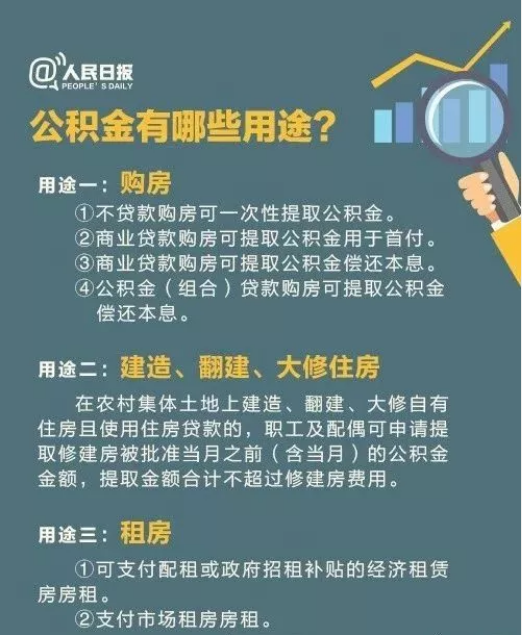 @人民日报
PEOPLE'S DAILY
公积金有哪些用途?
用途一：购房
①不贷款购房可一次性提取公积金。
②商业贷款购房可提取公积金用于首付。
③商业贷款购房可提取公积金偿还本息。
④公积金（组合）贷款购房可提取公积金
偿还本息。
用途二：建造、翻建、大修住房
在农村集体土地上建造、翻建、大修自有
住房且使用住房贷款的，职工及配偶可申请提
取修建房被批准当月之前（含当月）的公积金
金额，提取金额合计不超过修建房费用。
用途三：租房
①可支付配租或政府招租补贴的经济租赁
房房租。
②支付市场租房房租。